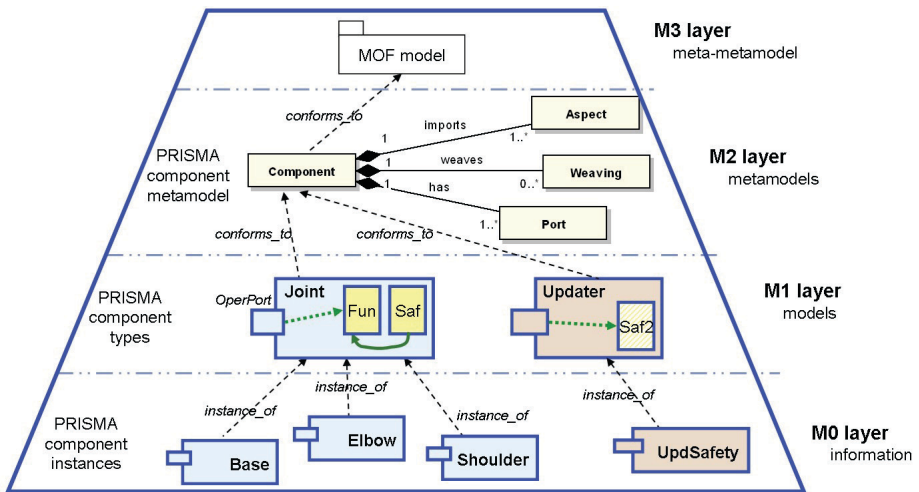 M3 layer
meta-metamodel
MOF model
conforms_to
imports
1
1..*
Aspect
PRISMA
component
metamodel
Component
weaves
1
0..*
Weaving
M2 layer
metamodels
has
1
1..*
Port
conforms_to
conforms_to
PRISMA
component
types
OperPort
Joint
Fun
Saf
Updater
Saf2
M1 layer
models
instance_of
instance_of
instance_of
instance_of
PRISMA
component
instances
Base
Elbow
Shoulder
UpdSafety
M0 layer
information